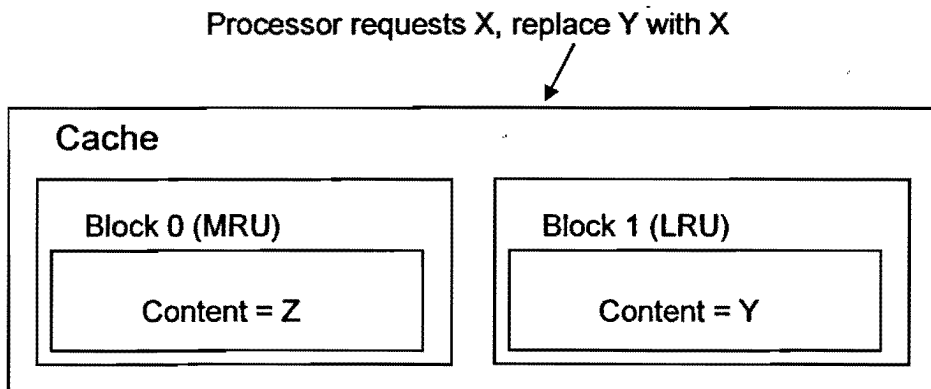 Processor requests X, replace Y with X
Cache
Block 0 (MRU)
Block 1 (LRU)
Content = Z
Content = Y